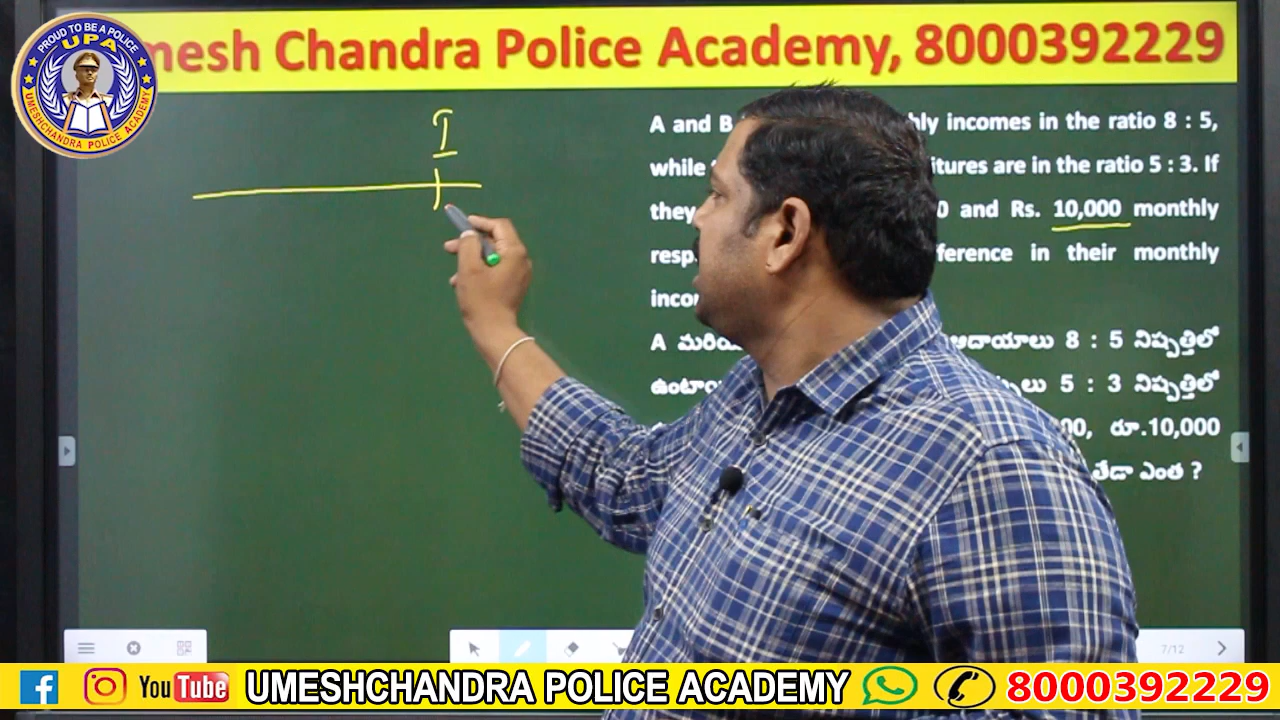 PROUD TO BE A POLICE
UPA
UMESHCHANDRA POLICE ACADEMY
mesh Chandra Police Academy, 8000392229
I
A and B hly incomes in the ratio 8 : 5,
while itures are in the ratio 5 : 3. If
they 0 and Rs. 10,000 monthly
resp ference in their monthly
incom
A మరియ ఆదాయాలు 8 : 5 నిష్పత్తిలో
ఉంటాయ చులు 5 : 3 నిష్పత్తిలో
00, రూ.10,000
తేడా ఎంత ?
7/12
f YouTube UMESHCHANDRA POLICE ACADEMY 8000392229